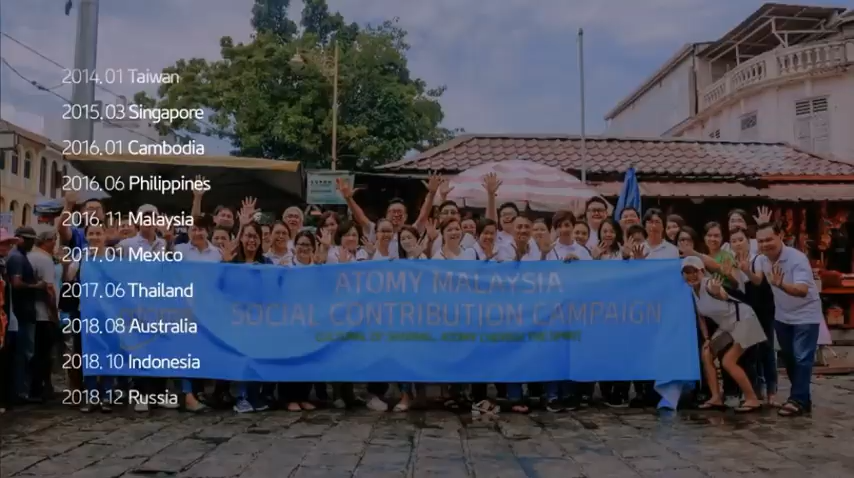 2014.01 Taiwan
2015.03 Singapore
2016.01 Cambodia
2016.06 Philippines
2016.11 Malaysia
2017.01 Mexico
2017.06 Thailand
2018.08 Australia
2018.10 Indonesia
2018.12 Russia
ATOMY MALAYSIA
SOCIAL CONTRIBUTION CAMPAIGN